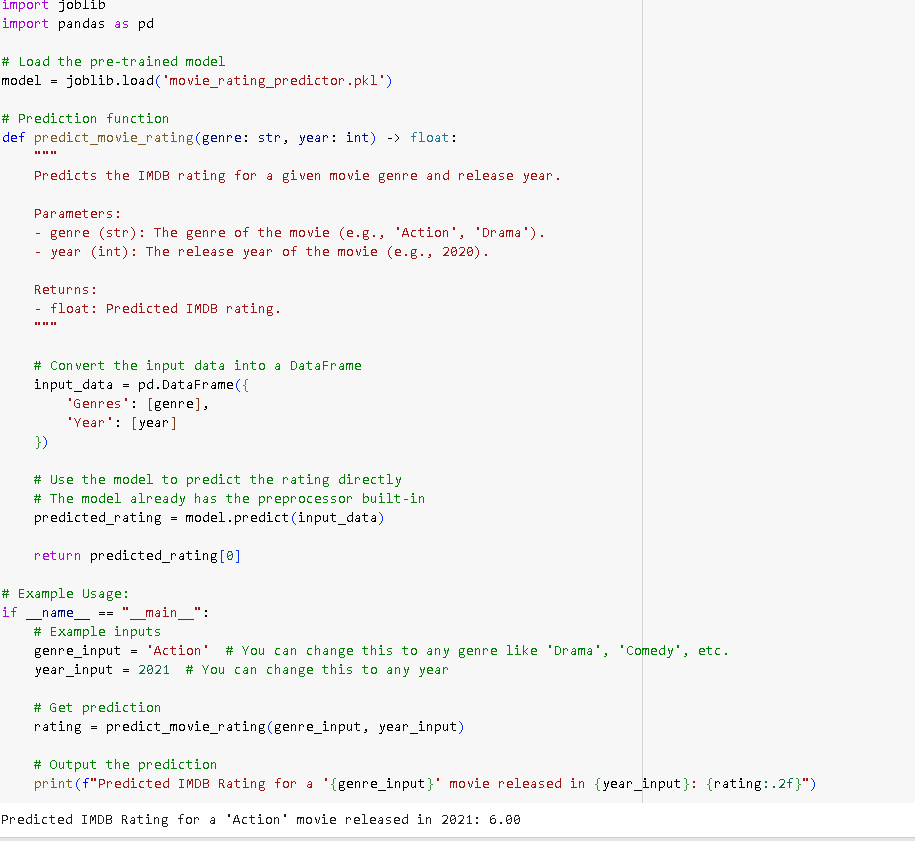 import joblib
import pandas as pd
# Load the pre-trained model
model = joblib.load('movie_rating_predictor.pkl')
# Prediction function
def predict_movie_rating(genre: str, year: int) -> float:
    """
    Predicts the IMDB rating for a given movie genre and release year.
    Parameters:
    - genre (str): The genre of the movie (e.g., 'Action', 'Drama').
    - year (int): The release year of the movie (e.g., 2020).
    Returns:
    - float: Predicted IMDB rating.
    """
    # Convert the input data into a DataFrame
    input_data = pd.DataFrame({
        'Genres': [genre],
        'Year': [year]
    })
    # Use the model to predict the rating directly
    # The model already has the preprocessor built-in
    predicted_rating = model.predict(input_data)
    return predicted_rating[0]
# Example Usage:
if __name__ == "__main__":
    # Example inputs
    genre_input = 'Action'  # You can change this to any genre like 'Drama', 'Comedy', etc.
    year_input = 2021  # You can change this to any year
    # Get prediction
    rating = predict_movie_rating(genre_input, year_input)
    # Output the prediction
    print(f"Predicted IMDB Rating for a '{genre_input}' movie released in {year_input}: {rating:.2f}")
Predicted IMDB Rating for a 'Action' movie released in 2021: 6.00